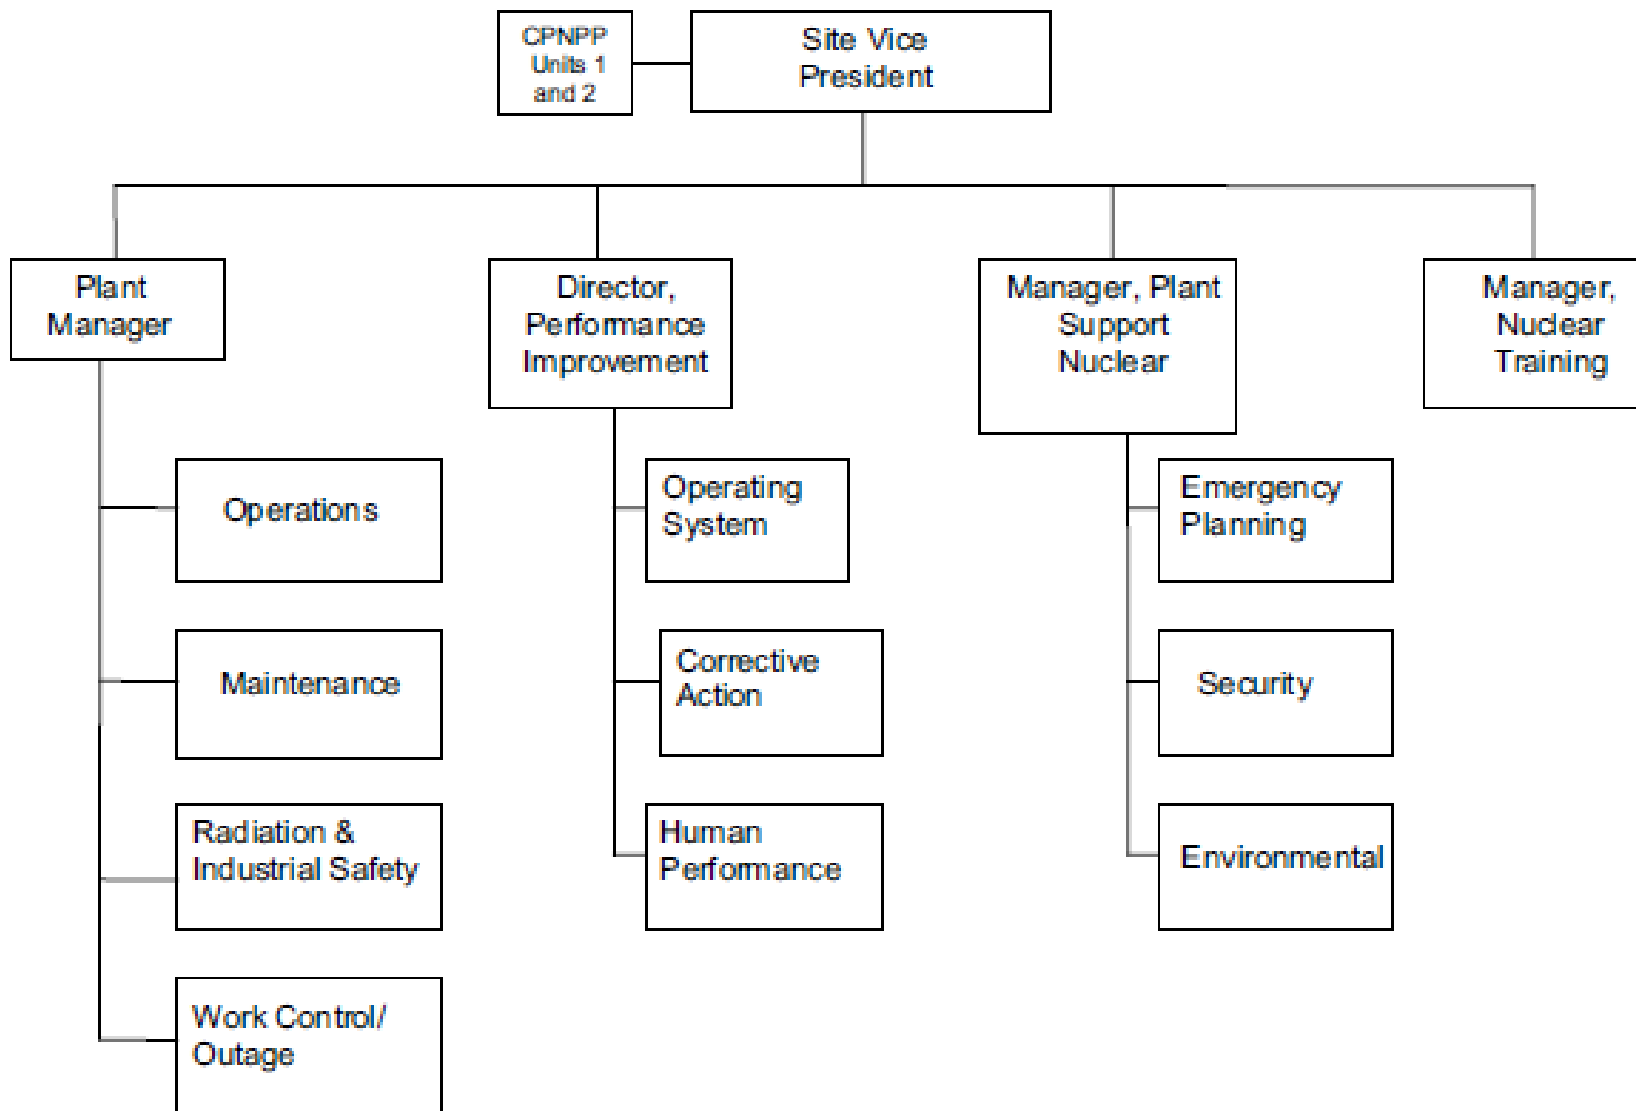 CPNPP
Units 1
and 2
Site Vice
President
Plant
Manager
Director,
Performance
Improvement
Manager, Plant
Support
Nuclear
Manager,
Nuclear
Training
Operations
Operating
System
Emergency
Planning
Maintenance
Corrective
Action
Security
Radiation &
Industrial Safety
Human
Performance
Environmental
Work Control/
Outage